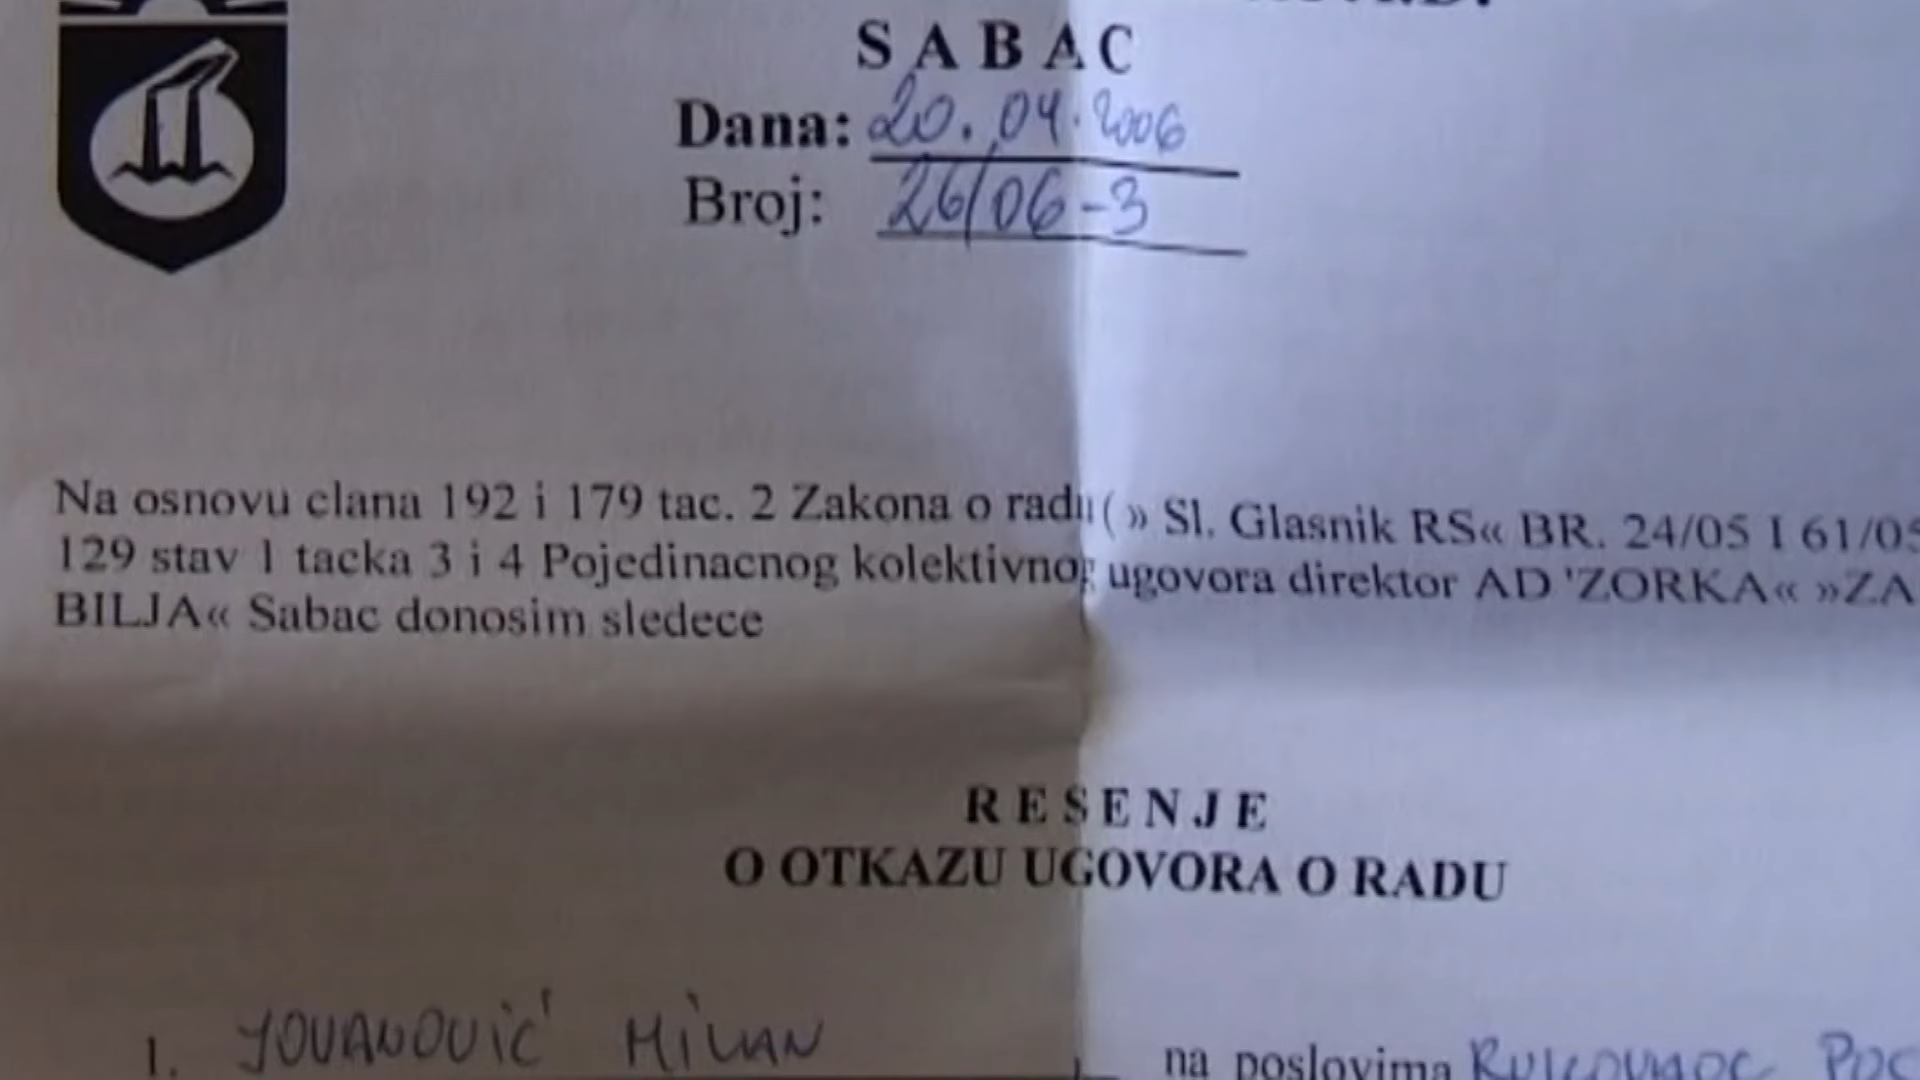 S A B A C
Dana: 20.04.2006
Broj: 26/06-3
Na osnovu clana 192 i 179 tac. 2 Zakona o radu (» Sl. Glasnik RS« BR. 24/05 I 61/05
129 stav 1 tacka 3 i 4 Pojedinacnog kolektivnog ugovora direktor AD 'ZORKA« »ZA
BILJA« Sabac donosim sledece
R E S E N J E
O OTKAZU UGOVORA O RADU
1. JOVANOVIĆ MILAN na poslovima